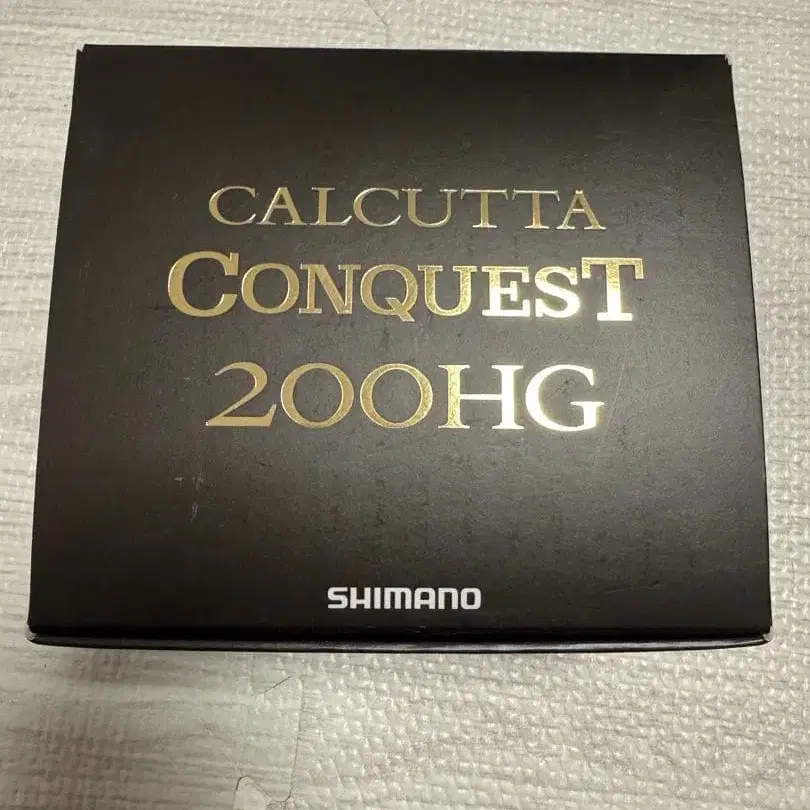 CALCUTTA
CONQUEST
200HG
SHIMANO